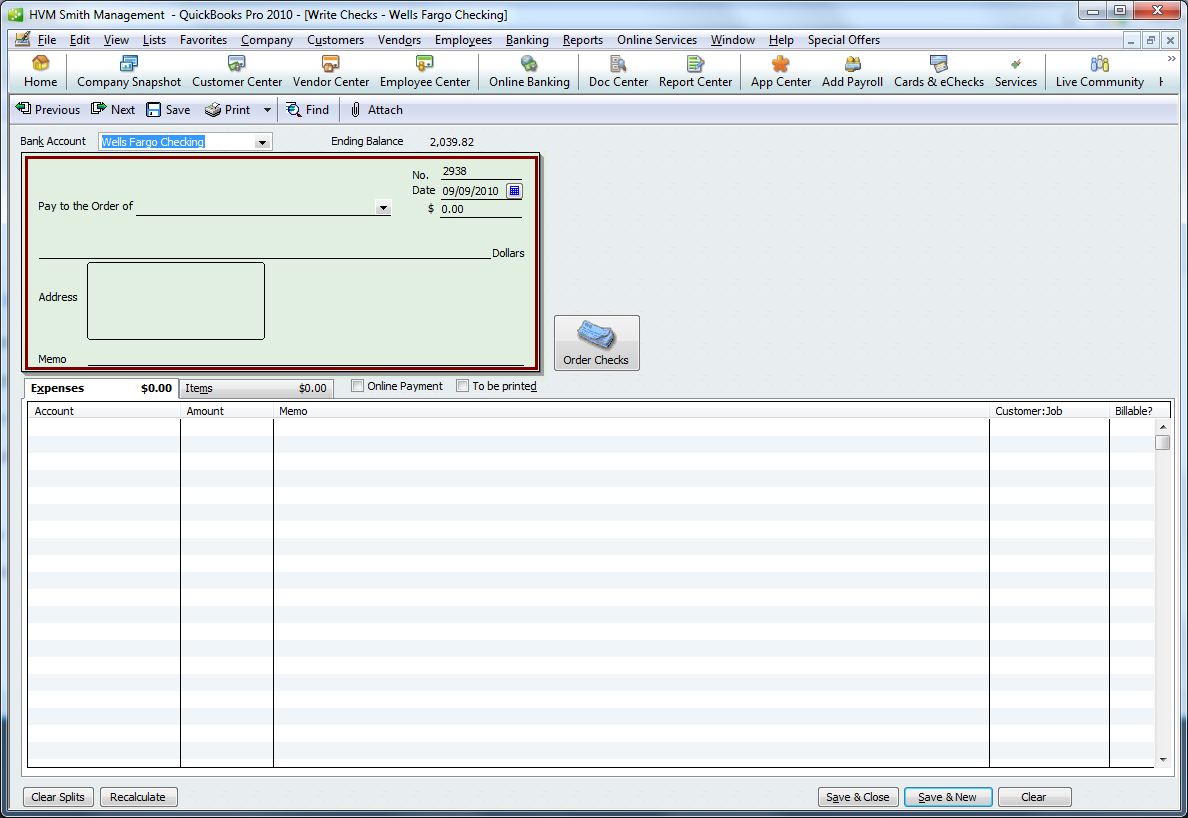 HVM Smith Management - QuickBooks Pro 2010 - [Write Checks - Wells Fargo Checking]
File Edit View Lists Favorites Company Customers Vendors Employees Banking Reports Online Services Window Help Special Offers
Home Company Snapshot Customer Center Vendor Center Employee Center Online Banking Doc Center Report Center App Center Add Payroll Cards & eChecks Services Live Community
Previous Next Save Print Find Attach
Bank Account Wells Fargo Checking Ending Balance 2,039.82
No. 2938
Date 09/09/2010
Pay to the Order of $ 0.00
Dollars
Address
Memo
Order Checks
Expenses $0.00 Items $0.00 Online Payment To be printed
Account Amount Memo Customer:Job Billable?
Clear Splits Recalculate Save & Close Save & New Clear